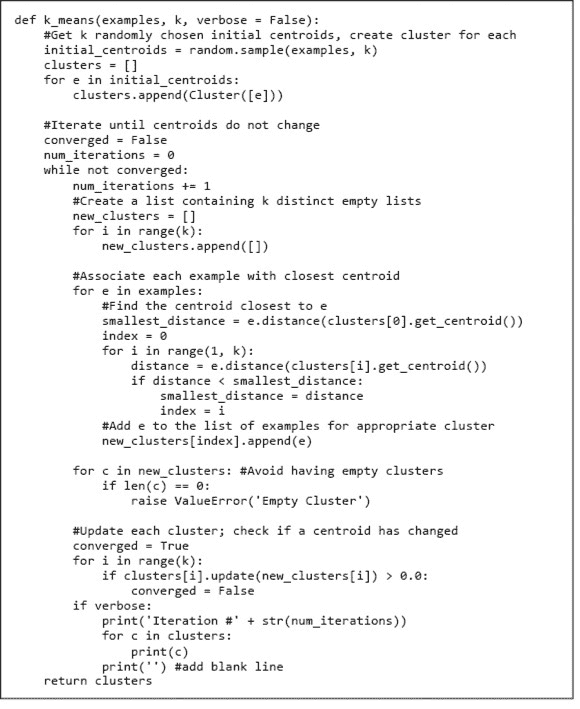 def k_means(examples, k, verbose = False):
    #Get k randomly chosen initial centroids, create cluster for each
    initial_centroids = random.sample(examples, k)
    clusters = []
    for e in initial_centroids:
        clusters.append(Cluster([e]))

    #Iterate until centroids do not change
    converged = False
    num_iterations = 0
    while not converged:
        num_iterations += 1
        #Create a list containing k distinct empty lists
        new_clusters = []
        for i in range(k):
            new_clusters.append([])

        #Associate each example with closest centroid
        for e in examples:
            #Find the centroid closest to e
            smallest_distance = e.distance(clusters[0].get_centroid())
            index = 0
            for i in range(1, k):
                distance = e.distance(clusters[i].get_centroid())
                if distance < smallest_distance:
                    smallest_distance = distance
                    index = i
            #Add e to the list of examples for appropriate cluster
            new_clusters[index].append(e)

        for c in new_clusters: #Avoid having empty clusters
            if len(c) == 0:
                raise ValueError('Empty Cluster')

        #Update each cluster; check if a centroid has changed
        converged = True
        for i in range(k):
            if clusters[i].update(new_clusters[i]) > 0.0:
                converged = False
        if verbose:
            print('Iteration #' + str(num_iterations))
            for c in clusters:
                print(c)
            print('') #add blank line
    return clusters